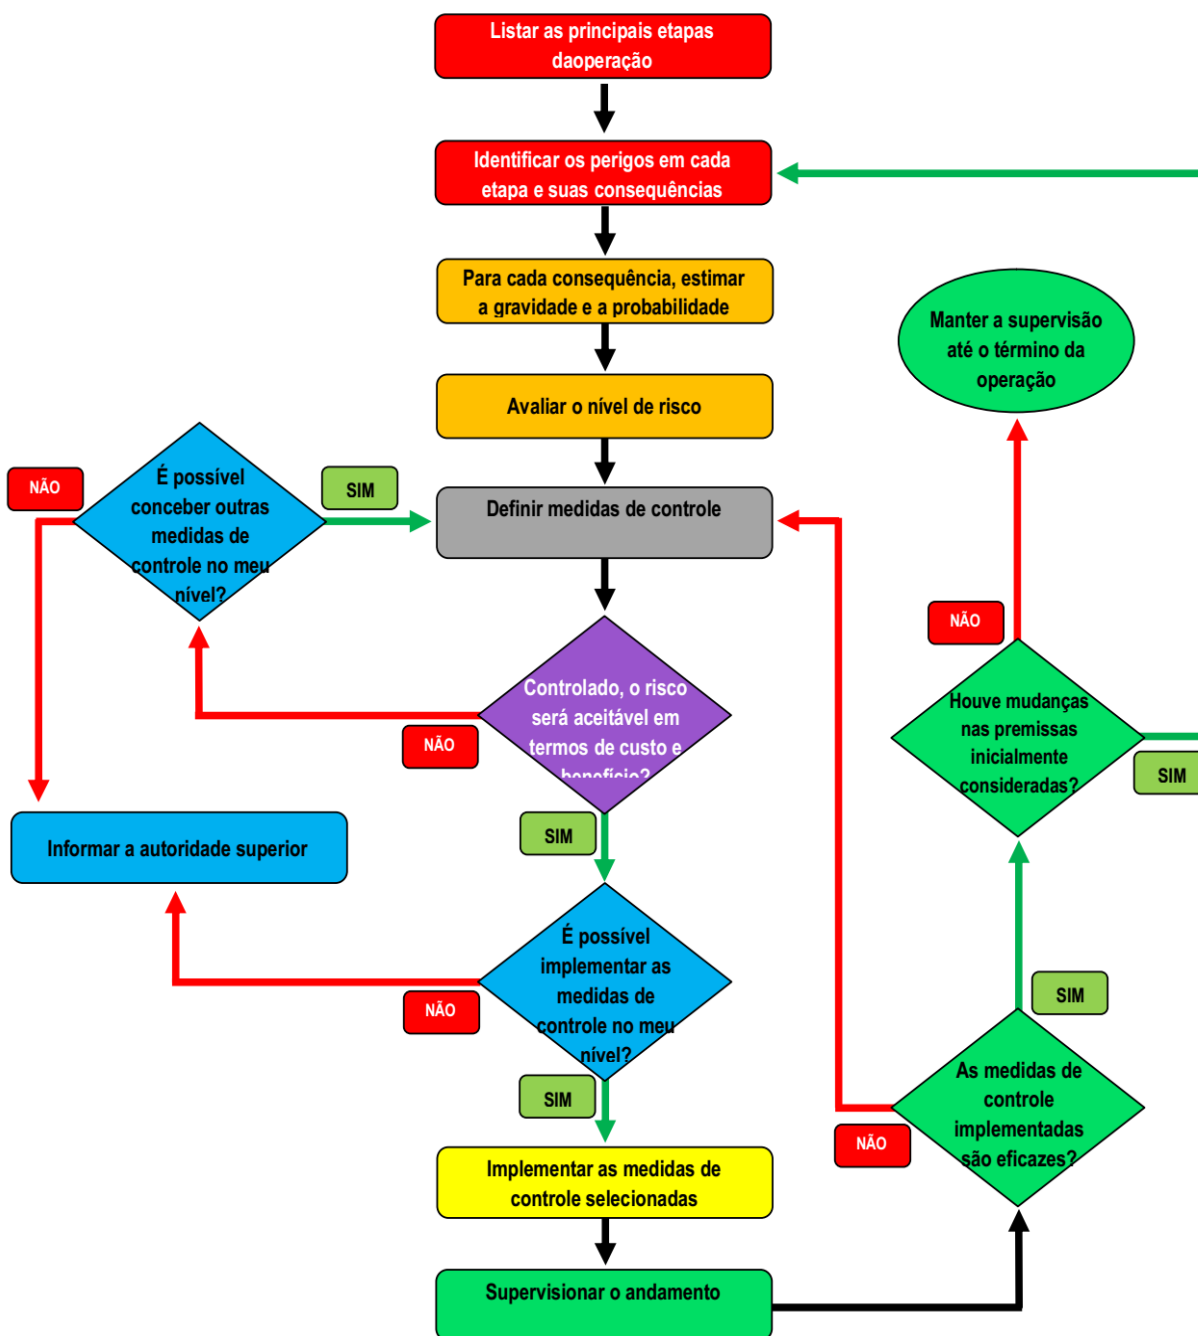 Listar as principais etapas
daoperação
Identificar os perigos em cada
etapa e suas consequências
Para cada consequência, estimar
a gravidade e a probabilidade
Manter a supervisão
até o término da
operação
Avaliar o nível de risco
NÃO
É possível
conceber outras
medidas de
controle no meu
nível?
SIM
Definir medidas de controle
NÃO
Controlado, o risco
será aceitável em
termos de custo e
benefício?
NÃO
Houve mudanças
nas premissas
inicialmente
consideradas?
SIM
SIM
Informar a autoridade superior
É possível
implementar as
medidas de
controle no meu
nível?
NÃO
SIM
SIM
As medidas de
controle
implementadas
são eficazes?
NÃO
Implementar as medidas de
controle selecionadas
Supervisionar o andamento